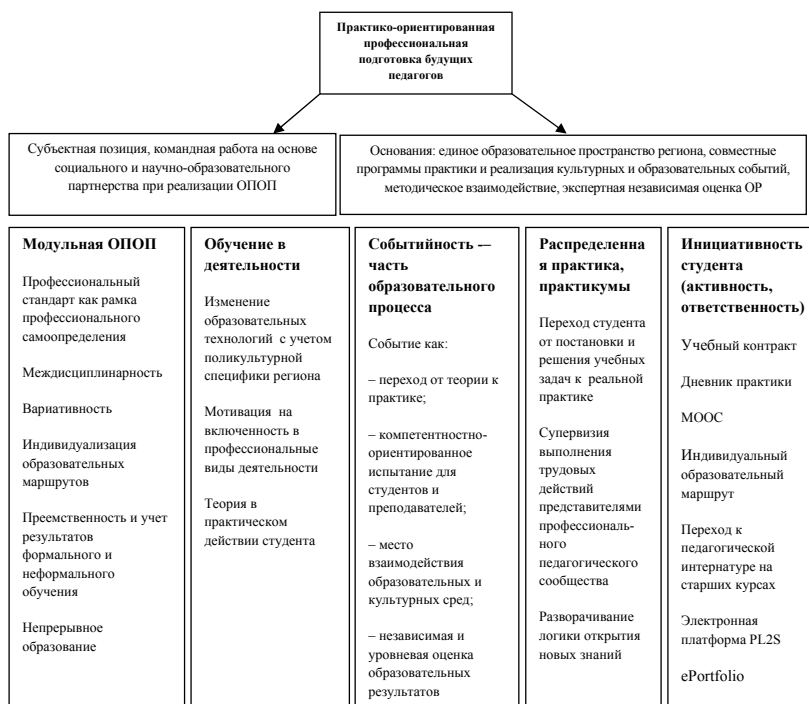 Практико-ориентированная
профессиональная
подготовка будущих
педагогов
Субъектная позиция, командная работа на основе
социального и научно-образовательного
партнерства при реализации ОПОП
Основания: единое образовательное пространство региона, совместные
программы практики и реализация культурных и образовательных событий,
методическое взаимодействие, экспертная независимая оценка ОР
Модульная ОПОП
Профессиональный
стандарт как рамка
профессионального
самоопределения
Междисциплинарность
Вариативность
Индивидуализация
образовательных
маршрутов
Преемственность и учет
результатов
формального и
неформального
обучения
Непрерывное
образование
Обучение в
деятельности
Изменение
образовательных
технологий с учетом
поликультурной
специфики региона
Мотивация на
включенность в
профессиональные
виды деятельности
Теория в
практическом
действии студента
Событийность —
часть
образовательного
процесса
Событие как:
– переход от теории к
практике;
– компетентностно-
ориентированное
испытание для
студентов и
преподавателей;
– место
взаимодействия
образовательных и
культурных сред;
– независимая и
уровневая оценка
образовательных
результатов
Распределенна
я практика,
практикумы
Переход студента
от постановки и
решения учебных
задач к реальной
практике
Супервизия
выполнения
трудовых
действий
представителями
профессиональ-
ного
педагогического
сообщества
Разворачивание
логики открытия
новых знаний
Инициативность
студента
(активность,
ответственность)
Учебный контракт
Дневник практики
МООС
Индивидуальный
образовательный
маршрут
Переход к
педагогической
интернатуре на
старших курсах
Электронная
платформа PL2S
ePortfolio